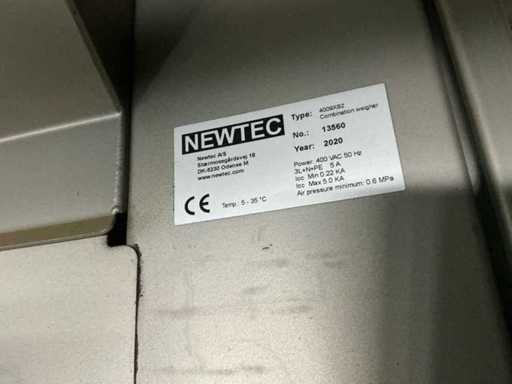 NEWTEC
Newtec A/S
Stærmosegårdsvej 18
DK-5230 Odense M
www.newtec.com
Type: 4009XB2
Combination weigher
No.: 13560
Year: 2020
Power: 400 VAC 50 Hz
3L+N+PE 5 A
Icc Min 0.22 KA
Icc Max 5.0 KA
Air pressure minimum: 0.6 MPa
CE Temp.: 5 - 35 °C